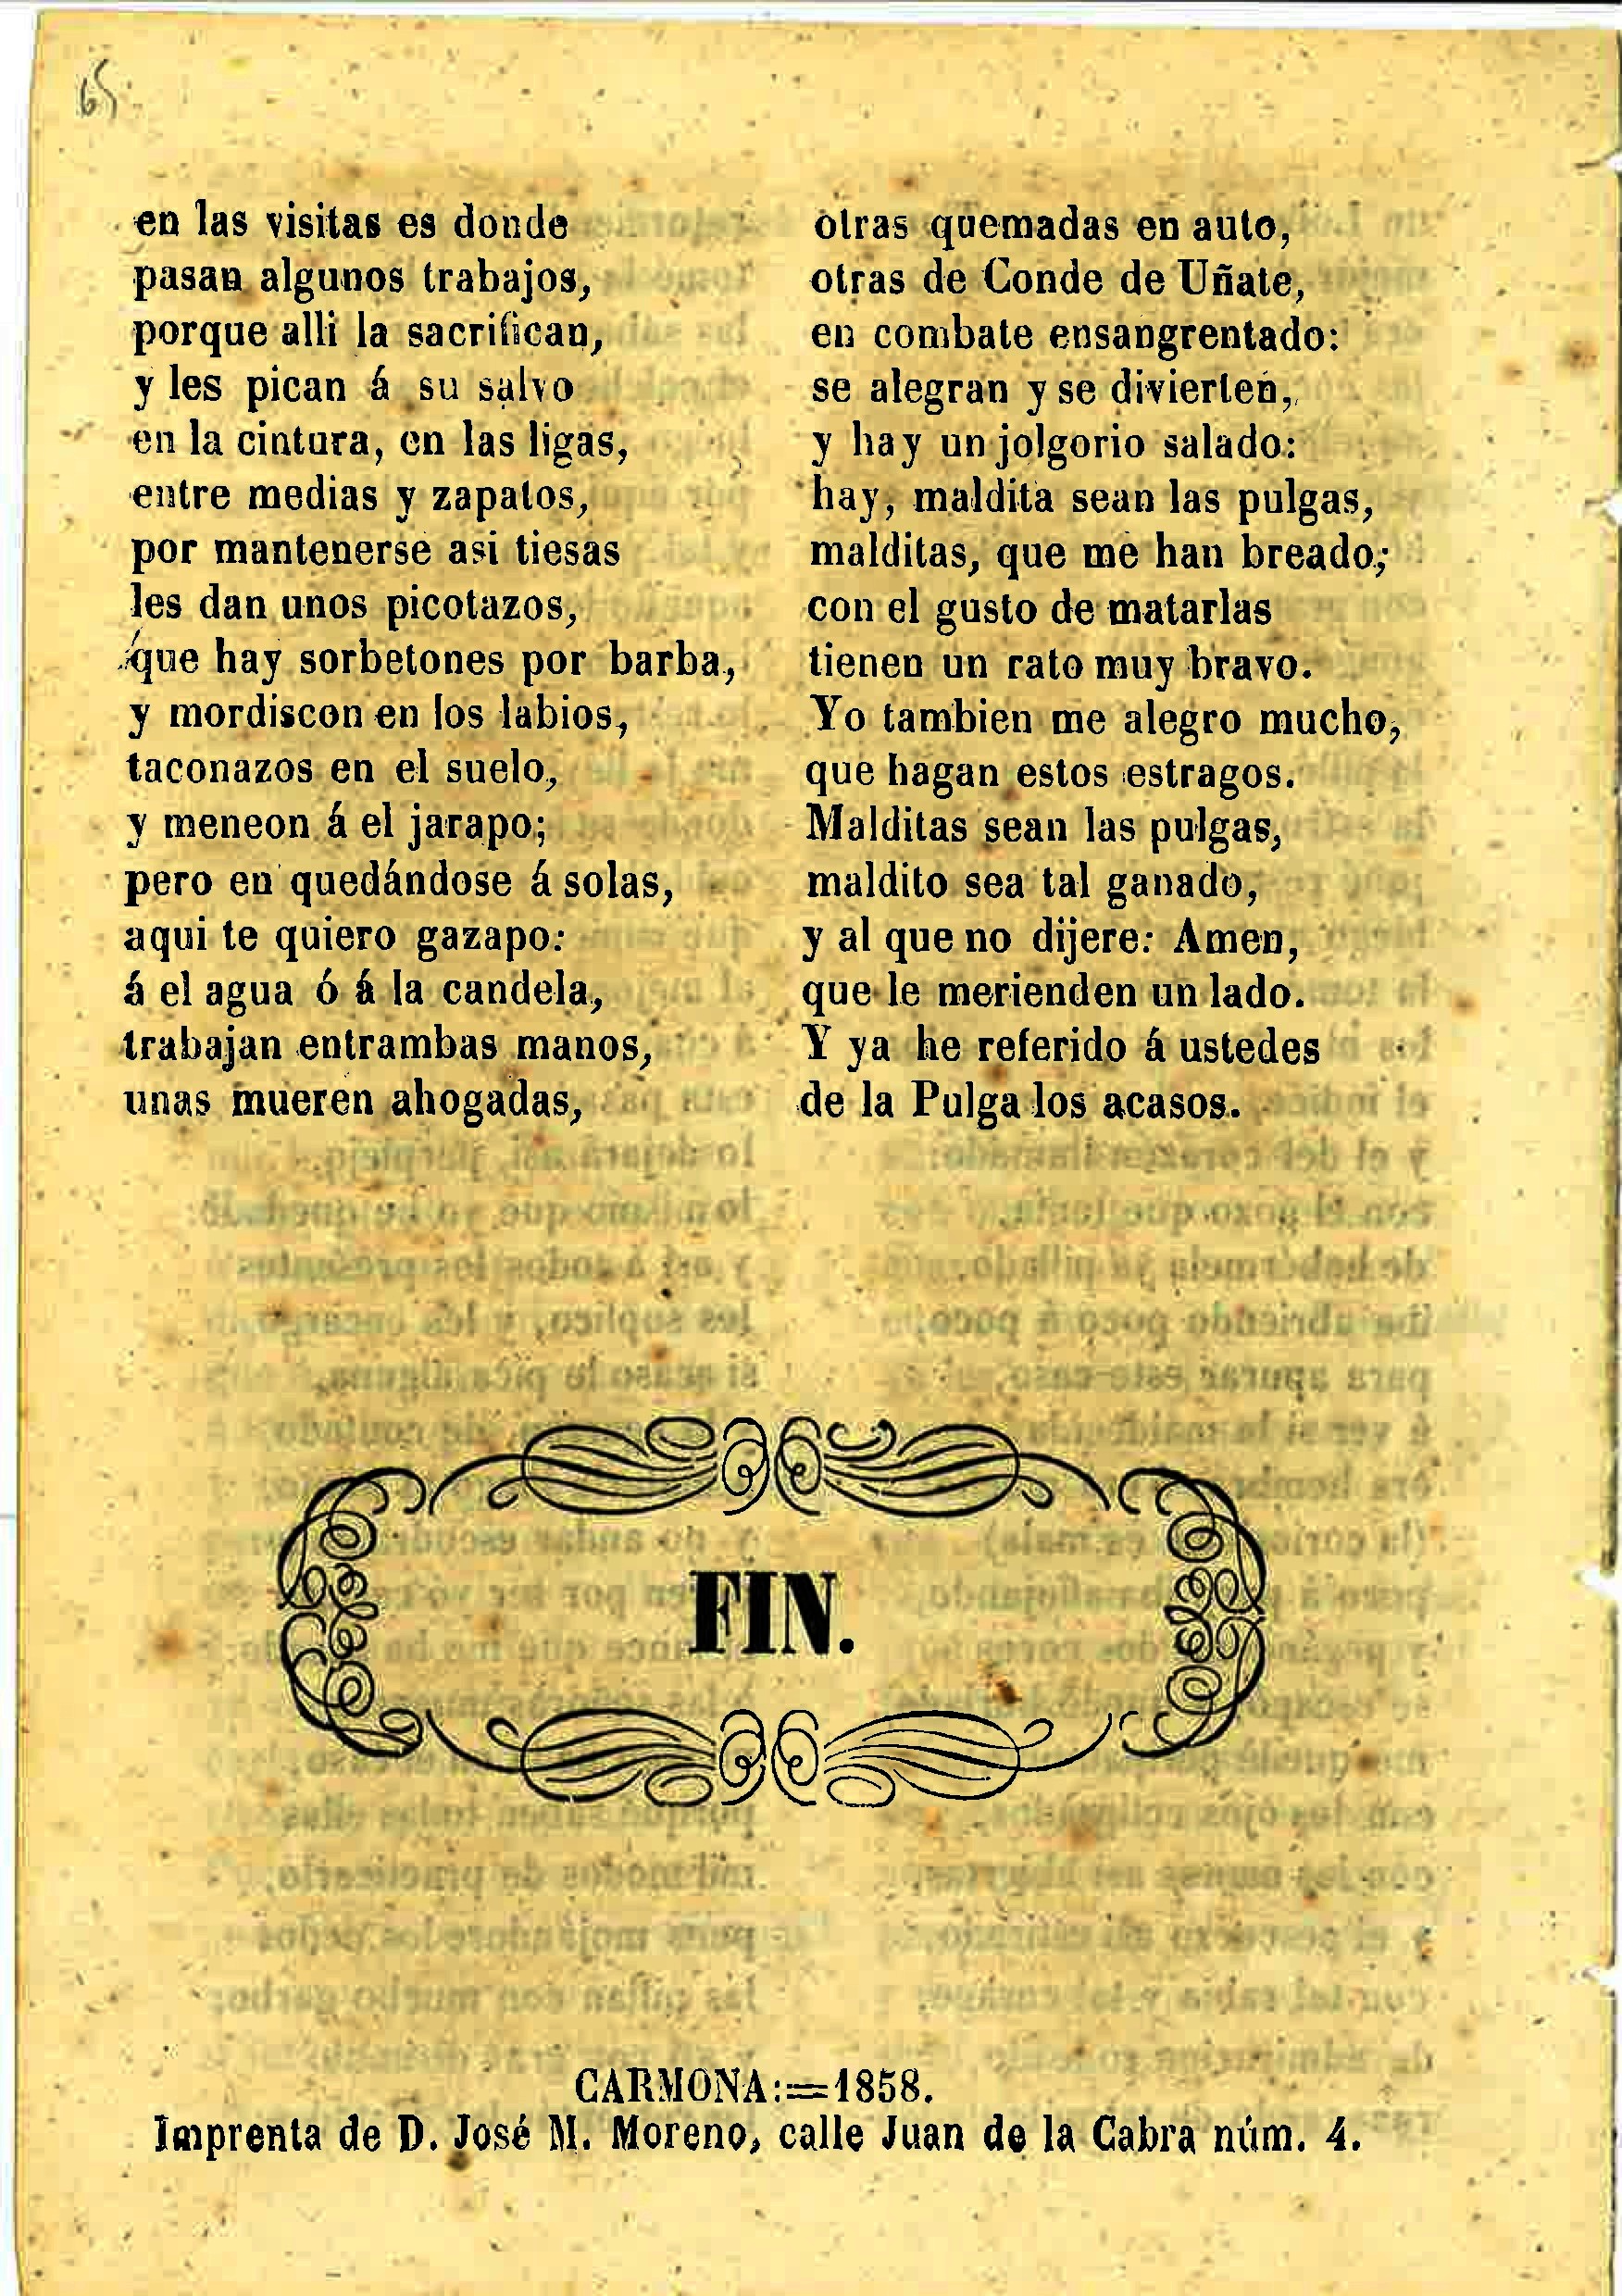 65
en las visitas es donde
pasan algunos trabajos,
porque alli la sacrifican,
y les pican á su salvo
en la cintura, en las ligas,
entre medias y zapatos,
por mantenerse asi tiesas
les dan unos picotazos,
que hay sorbetones por barba,
y mordiscon en los labios,
taconazos en el suelo,
y meneon á el jarapo;
pero en quedándose á solas,
aqui te quiero gazapo:
á el agua ó á la candela,
trabajan entrambas manos,
unas mueren ahogadas,
otras quemadas en auto,
otras de Conde de Uñate,
en combate ensangrentado:
se alegran y se divierten,
y hay un jolgorio salado:
hay, maldita sean las pulgas,
malditas, que me han breado;
con el gusto de matarlas
tienen un rato muy bravo.
Yo tambien me alegro mucho,
que hagan estos estragos.
Malditas sean las pulgas,
maldito sea tal ganado,
y al que no dijere: Amen,
que le merienden un lado.
Y ya he referido á ustedes
de la Pulga los acasos.
FIN.
CARMONA:=1858.
Imprenta de D. José M. Moreno, calle Juan de la Cabra núm. 4.